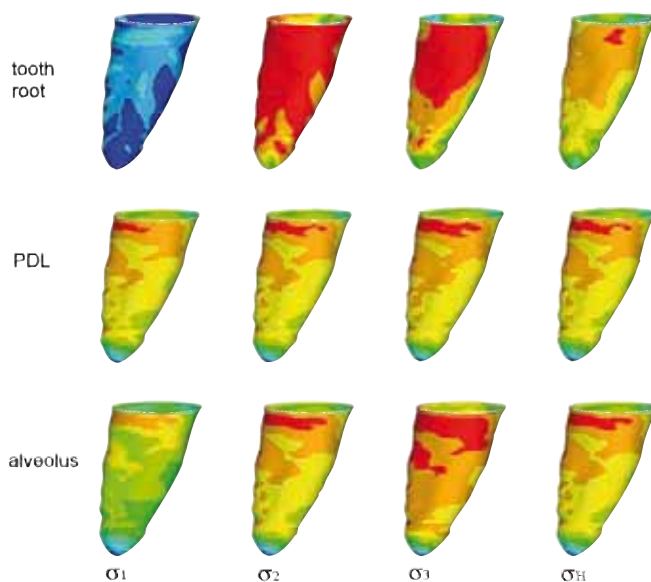 tooth
root
PDL
alveolus
σ1 σ2 σ3 σH